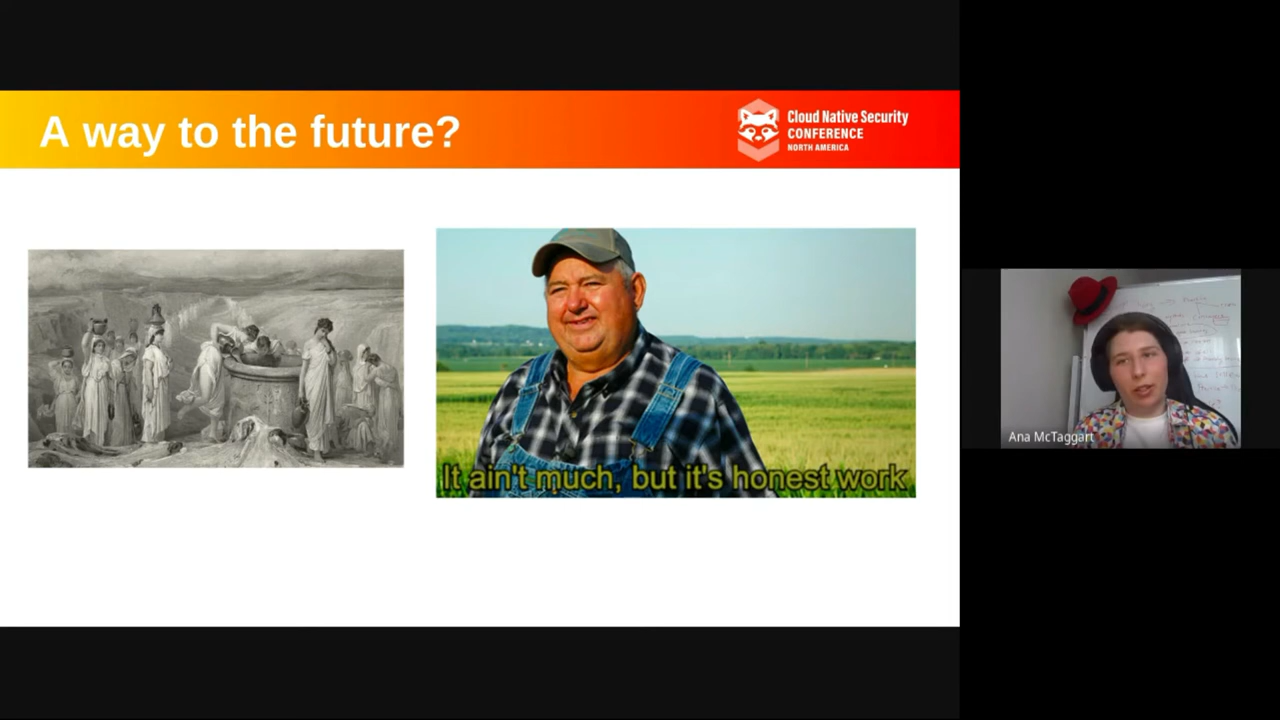 A way to the future?
Cloud Native Security
CONFERENCE
NORTH AMERICA
It ain't much, but it's honest work
Ana McTaggart